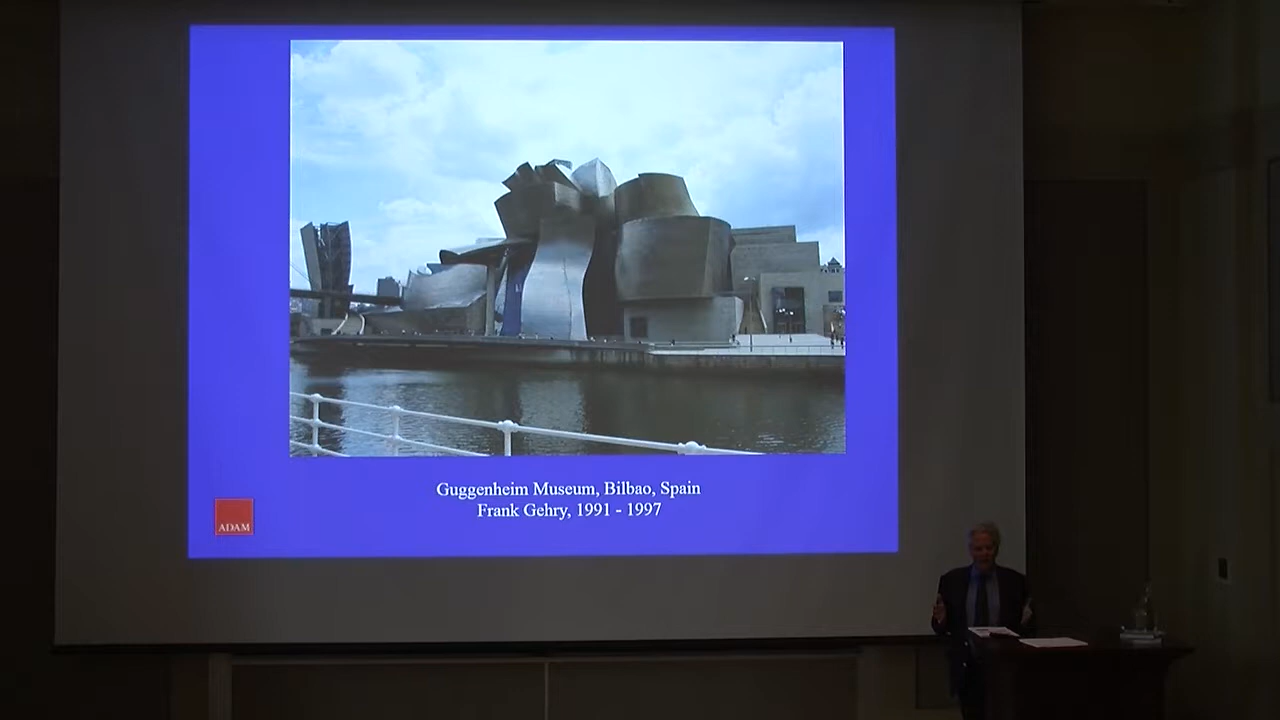 Guggenheim Museum, Bilbao, Spain
Frank Gehry, 1991 - 1997
ADAM